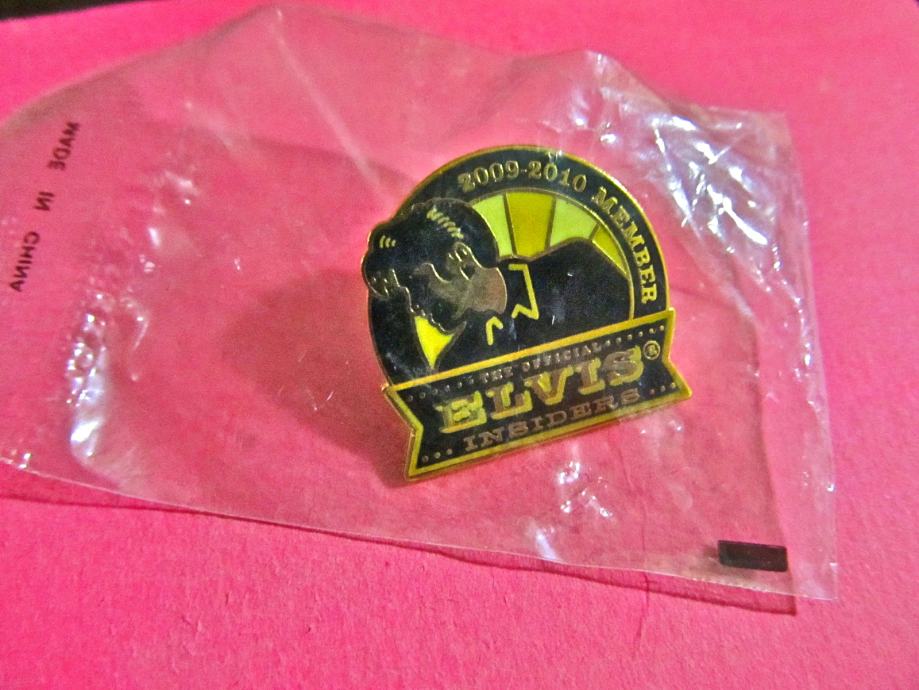 MADE IN CHINA
2009-2010 MEMBER
THE OFFICIAL
ELVIS®
INSIDERS